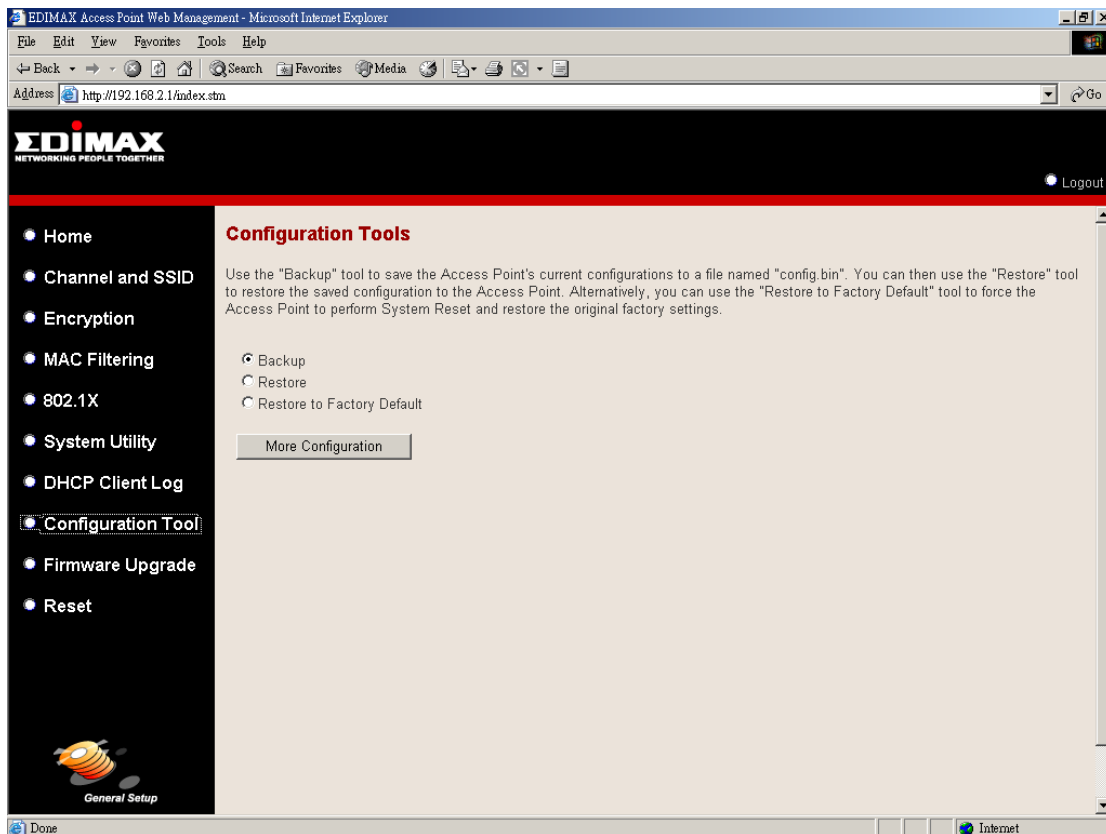 EDIMAX Access Point Web Management - Microsoft Internet Explorer
File Edit View Favorites Tools Help
Back Search Favorites Media
Address http://192.168.2.1/index.stm Go
EDIMAX
NETWORKING PEOPLE TOGETHER
Logout
Home
Channel and SSID
Encryption
MAC Filtering
802.1X
System Utility
DHCP Client Log
Configuration Tool
Firmware Upgrade
Reset
General Setup
Configuration Tools
Use the "Backup" tool to save the Access Point's current configurations to a file named "config.bin". You can then use the "Restore" tool
to restore the saved configuration to the Access Point. Alternatively, you can use the "Restore to Factory Default" tool to force the
Access Point to perform System Reset and restore the original factory settings.
Backup
Restore
Restore to Factory Default
More Configuration
Done Internet